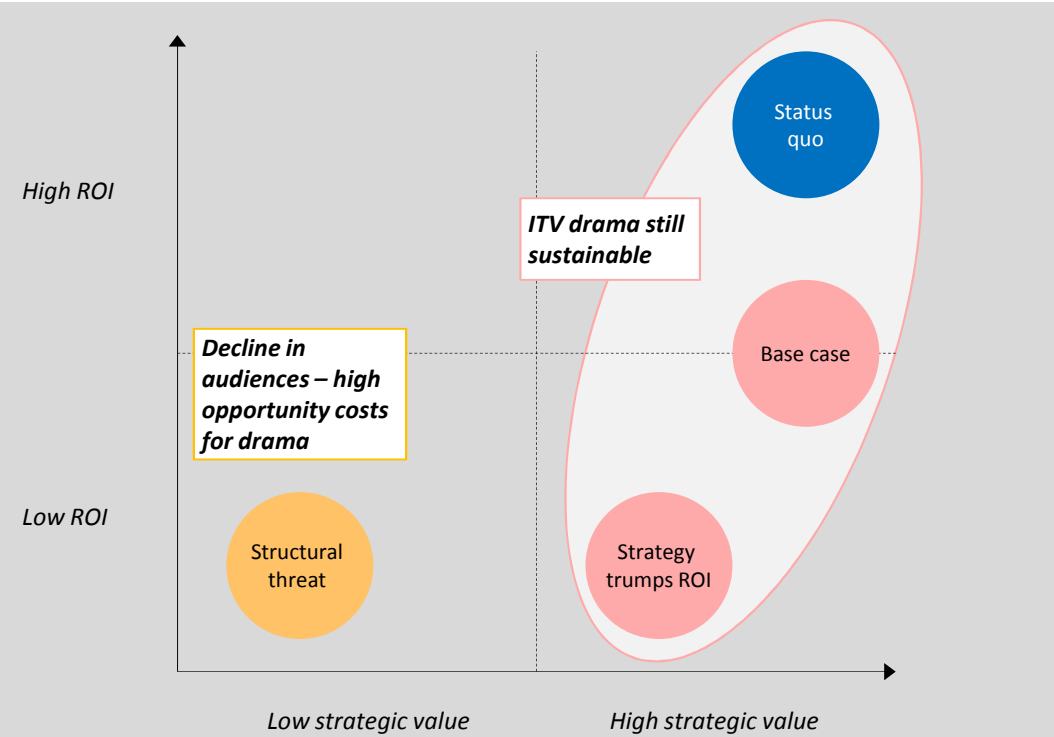 Status
quo
High ROI
ITV drama still
sustainable
Decline in
audiences – high
opportunity costs
for drama
Base case
Low ROI
Structural
threat
Strategy
trumps ROI
Low strategic value
High strategic value